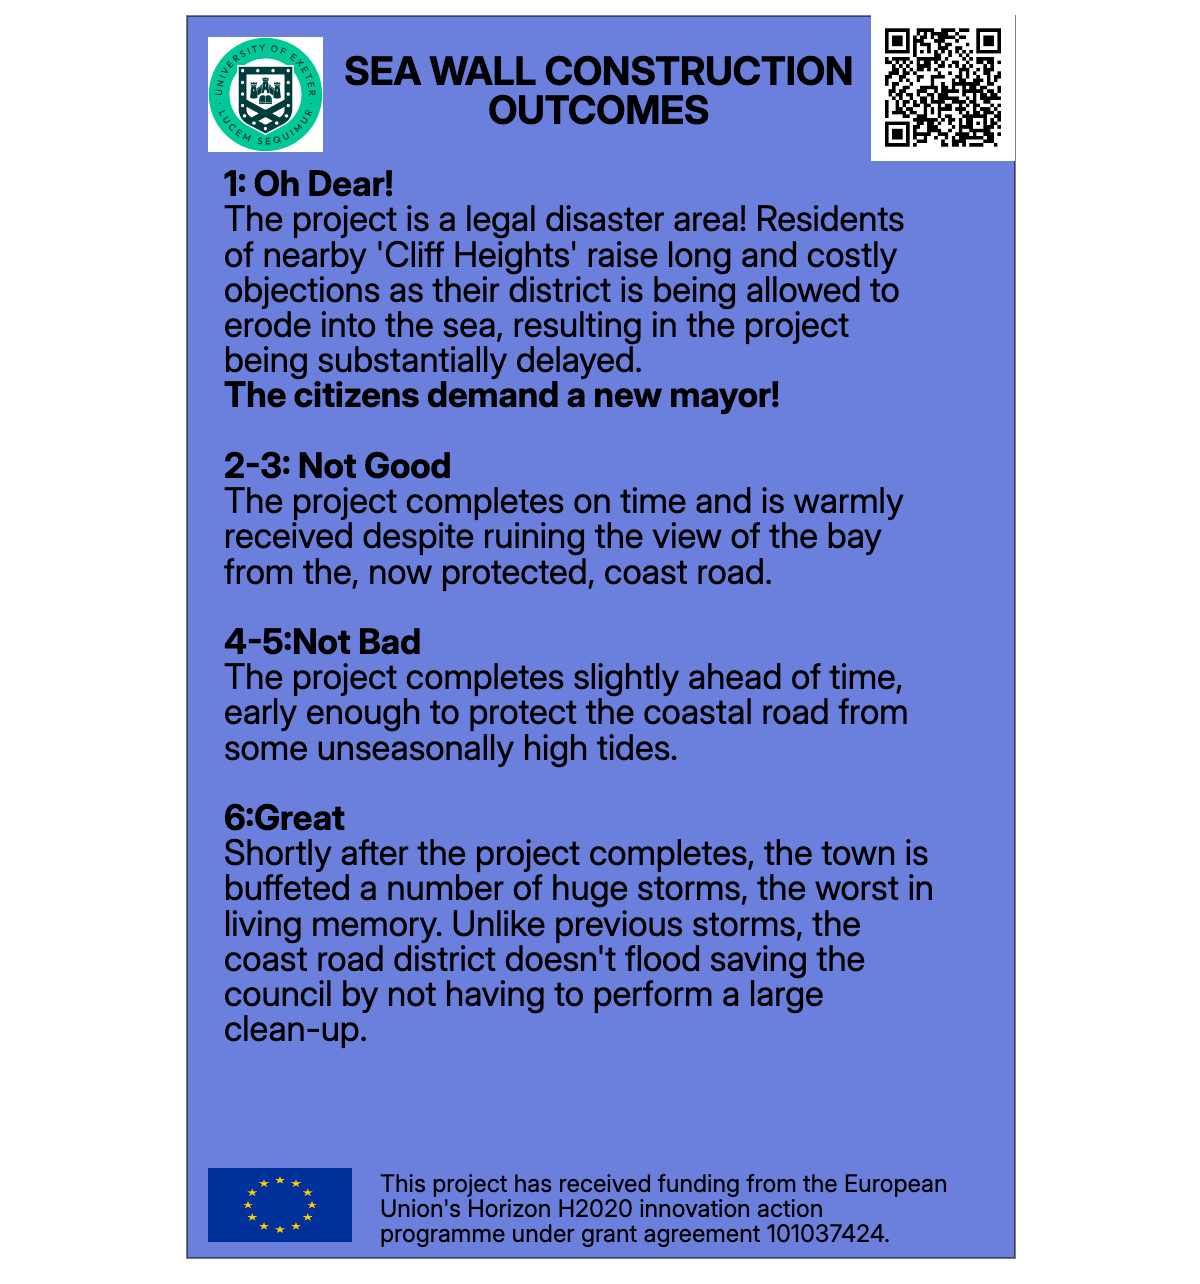 UNIVERSITY OF EXETER
LUCEM SEQUIMUR
SEA WALL CONSTRUCTION
OUTCOMES
1: Oh Dear!
The project is a legal disaster area! Residents
of nearby 'Cliff Heights' raise long and costly
objections as their district is being allowed to
erode into the sea, resulting in the project
being substantially delayed.
The citizens demand a new mayor!
2-3: Not Good
The project completes on time and is warmly
received despite ruining the view of the bay
from the, now protected, coast road.
4-5:Not Bad
The project completes slightly ahead of time,
early enough to protect the coastal road from
some unseasonally high tides.
6:Great
Shortly after the project completes, the town is
buffeted a number of huge storms, the worst in
living memory. Unlike previous storms, the
coast road district doesn't flood saving the
council by not having to perform a large
clean-up.
This project has received funding from the European
Union's Horizon H2020 innovation action
programme under grant agreement 101037424.